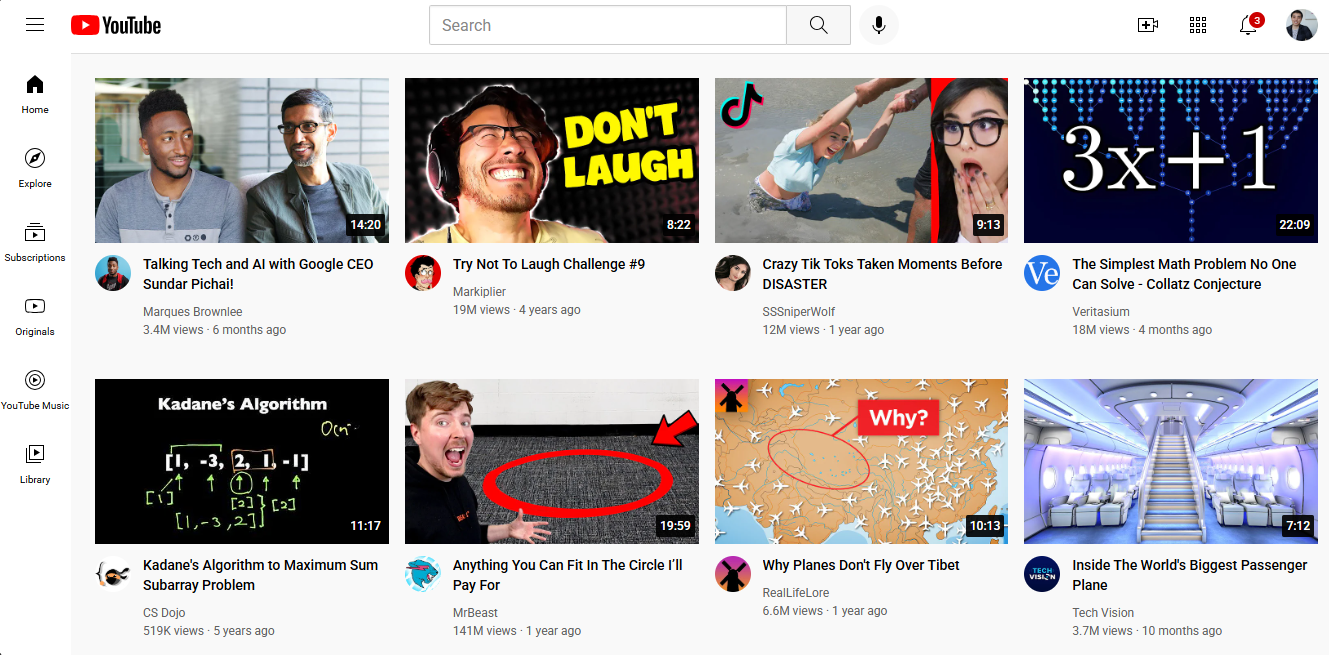 YouTube
Search
3
Home
Explore
Subscriptions
Originals
YouTube Music
Library
14:20
Talking Tech and AI with Google CEO
Sundar Pichai!
Marques Brownlee
3.4M views · 6 months ago
DON'T
LAUGH
8:22
Try Not To Laugh Challenge #9
Markiplier
19M views · 4 years ago
9:13
Crazy Tik Toks Taken Moments Before
DISASTER
SSSniperWolf
12M views · 1 year ago
3x+1
22:09
Ve
The Simplest Math Problem No One
Can Solve - Collatz Conjecture
Veritasium
18M views · 4 months ago
Kadane's Algorithm
[1, -3, 2, 1, -1]
[1]
[2]
[2]
[1, -3, 2]
11:17
Kadane's Algorithm to Maximum Sum
Subarray Problem
CS Dojo
519K views · 5 years ago
19:59
Anything You Can Fit In The Circle I’ll
Pay For
MrBeast
141M views · 1 year ago
Why?
10:13
Why Planes Don't Fly Over Tibet
RealLifeLore
6.6M views · 1 year ago
7:12
TECH
VISION
Inside The World's Biggest Passenger
Plane
Tech Vision
3.7M views · 10 months ago